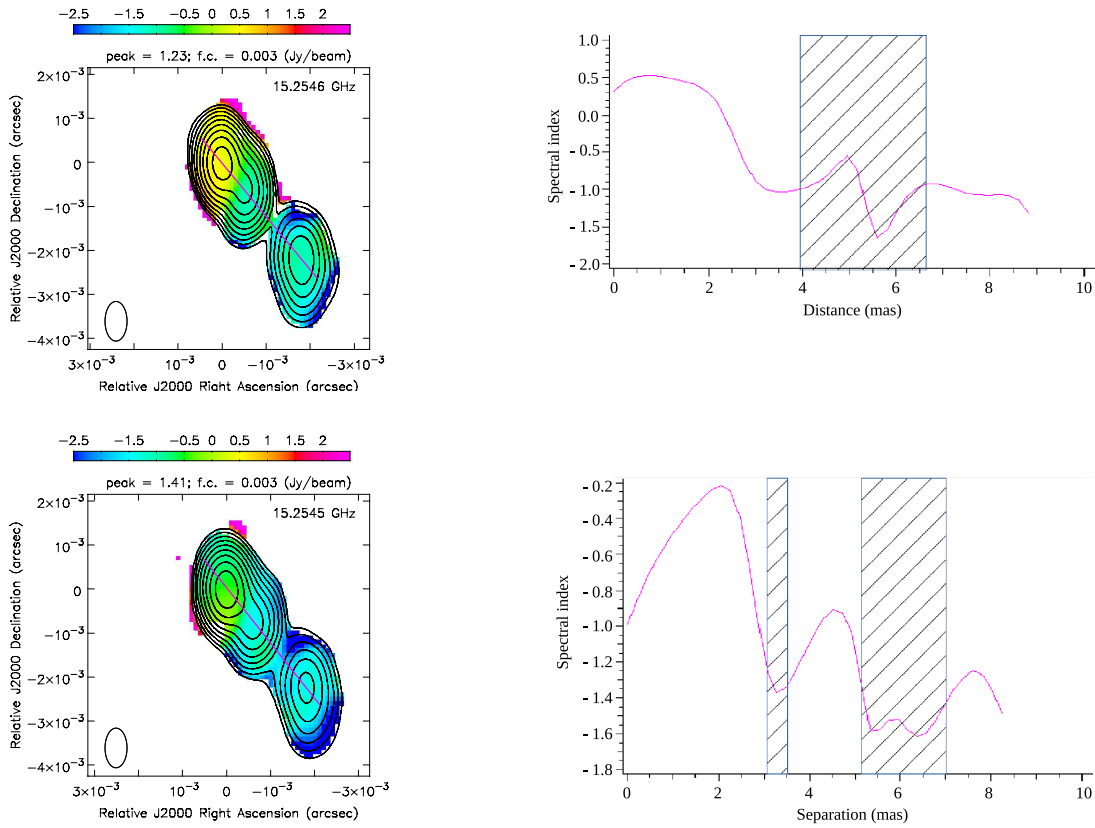 −2.5 −1.5 −0.5 0 0.5 1 1.5 2
peak = 1.23; f.c. = 0.003 (Jy/beam)
15.2546 GHz
Relative J2000 Declination (arcsec)
2×10⁻³
10⁻³
0
−10⁻³
−2×10⁻³
−3×10⁻³
−4×10⁻³
3×10⁻³ 10⁻³ 0 −10⁻³ −3×10⁻³
Relative J2000 Right Ascension (arcsec)
Spectral index
1.0
0.5
0.0
- 0.5
- 1.0
- 1.5
- 2.0
0 2 4 6 8 10
Distance (mas)
−2.5 −1.5 −0.5 0 0.5 1 1.5 2
peak = 1.41; f.c. = 0.003 (Jy/beam)
15.2545 GHz
Relative J2000 Declination (arcsec)
2×10⁻³
10⁻³
0
−10⁻³
−2×10⁻³
−3×10⁻³
−4×10⁻³
3×10⁻³ 10⁻³ 0 −10⁻³ −3×10⁻³
Relative J2000 Right Ascension (arcsec)
Spectral index
- 0.2
- 0.4
- 0.6
- 0.8
- 1.0
- 1.2
- 1.4
- 1.6
- 1.8
0 2 4 6 8 10
Separation (mas)